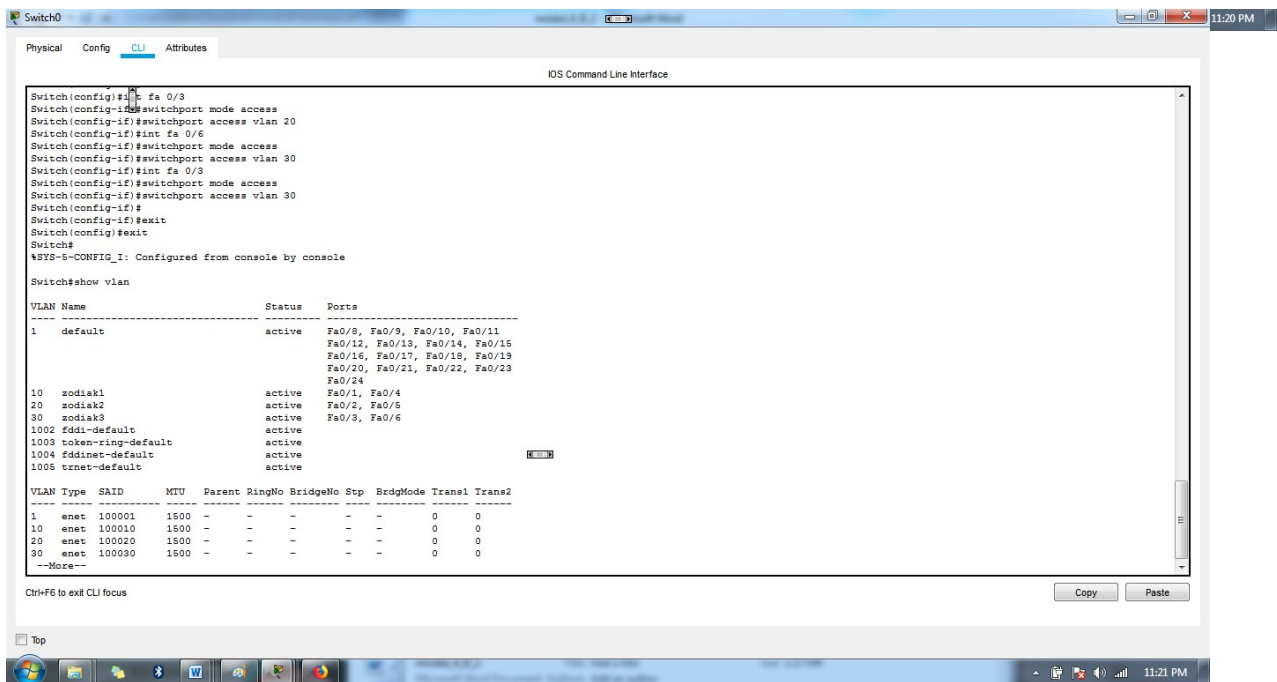 Switch0
11:20 PM
Physical Config CLI Attributes
IOS Command Line Interface
Switch(config)#int fa 0/3
Switch(config-if)#switchport mode access
Switch(config-if)#switchport access vlan 20
Switch(config-if)#int fa 0/6
Switch(config-if)#switchport mode access
Switch(config-if)#switchport access vlan 30
Switch(config-if)#int fa 0/3
Switch(config-if)#switchport mode access
Switch(config-if)#switchport access vlan 30
Switch(config-if)#
Switch(config-if)#exit
Switch(config)#exit
Switch#
%SYS-5-CONFIG_I: Configured from console by console
Switch#show vlan
VLAN Name Status Ports
---- -------------------------------- --------- -------------------------------
1 default active Fa0/8, Fa0/9, Fa0/10, Fa0/11
Fa0/12, Fa0/13, Fa0/14, Fa0/15
Fa0/16, Fa0/17, Fa0/18, Fa0/19
Fa0/20, Fa0/21, Fa0/22, Fa0/23
Fa0/24
10 zodiak1 active Fa0/1, Fa0/4
20 zodiak2 active Fa0/2, Fa0/5
30 zodiak3 active Fa0/3, Fa0/6
1002 fddi-default active
1003 token-ring-default active
1004 fddinet-default active
1005 trnet-default active
VLAN Type SAID MTU Parent RingNo BridgeNo Stp BrdgMode Trans1 Trans2
---- ----- ---------- ----- ------ ------ -------- ---- -------- ------ ------
1 enet 100001 1500 - - - - - 0 0
10 enet 100010 1500 - - - - - 0 0
20 enet 100020 1500 - - - - - 0 0
30 enet 100030 1500 - - - - - 0 0
--More--
Ctrl+F6 to exit CLI focus
Copy Paste
Top
11:21 PM